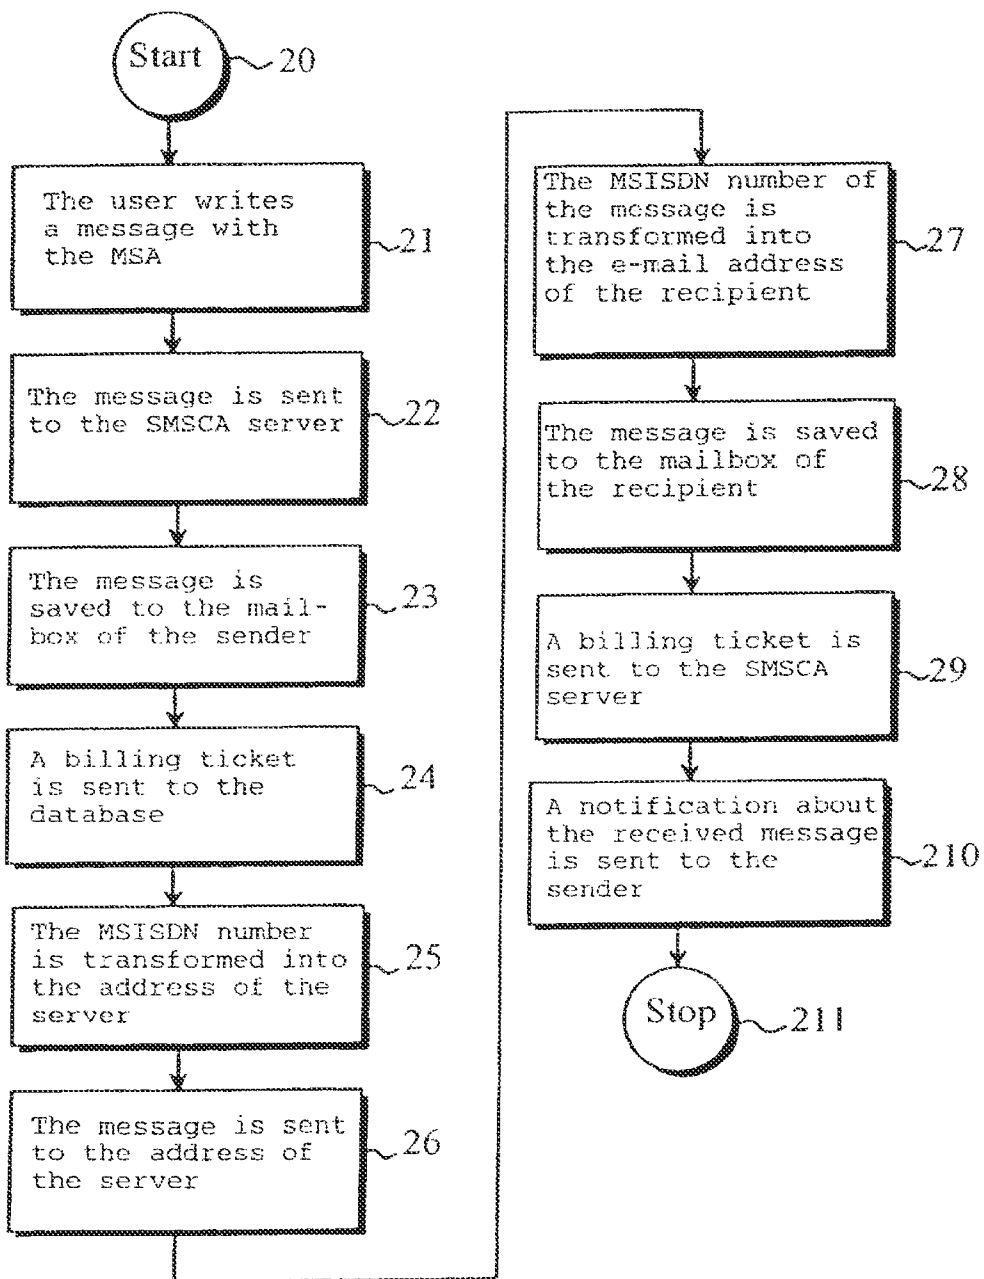 Start
20
The user writes
a message with
the MSA
21
The message is sent
to the SMSCA server
22
The message is
saved to the mail-
box of the sender
23
A billing ticket
is sent to the
database
24
The MSISDN number
is transformed into
the address of the
server
25
The message is sent
to the address of
the server
26
The MSISDN number of
the message is
transformed into
the e-mail address
of the recipient
27
The message is saved
to the mailbox of
the recipient
28
A billing ticket is
sent to the SMSCA
server
29
A notification about
the received message
is sent to the
sender
210
Stop
211